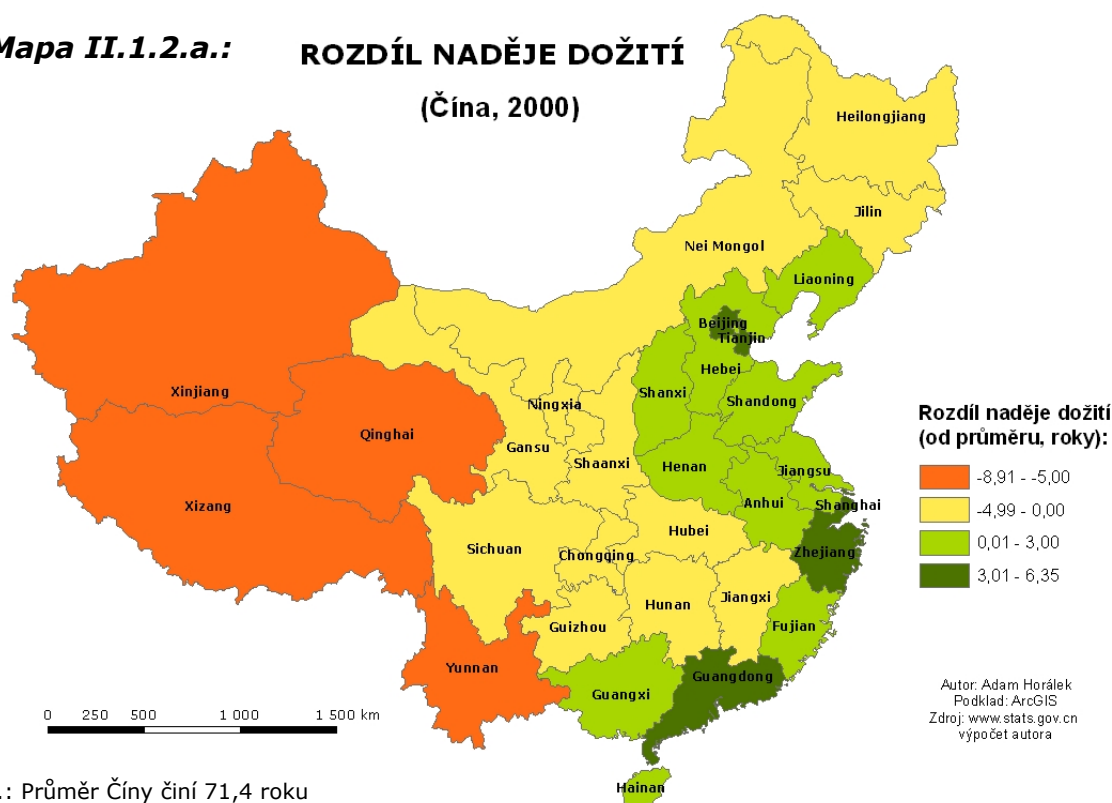 Mapa II.1.2.a.:
ROZDÍL NADĚJE DOŽITÍ
(Čína, 2000)
Heilongjiang
Jilin
Nei Mongol
Liaoning
Beijing
Tianjin
Hebei
Xinjiang
Shanxi
Shandong
Ningxia
Qinghai
Gansu
Shaanxi
Henan
Jiangsu
Xizang
Anhui
Shanghai
Hubei
Sichuan
Chongqing
Zhejiang
Hunan
Jiangxi
Guizhou
Fujian
Yunnan
Guangxi
Guangdong
Hainan
Rozdíl naděje dožití
(od průměru, roky):
-8,91 - -5,00
-4,99 - 0,00
0,01 - 3,00
3,01 - 6,35
0 250 500 1 000 1 500 km
Autor: Adam Horálek
Podklad: ArcGIS
Zdroj: www.stats.gov.cn
výpočet autora
.: Průměr Číny činí 71,4 roku